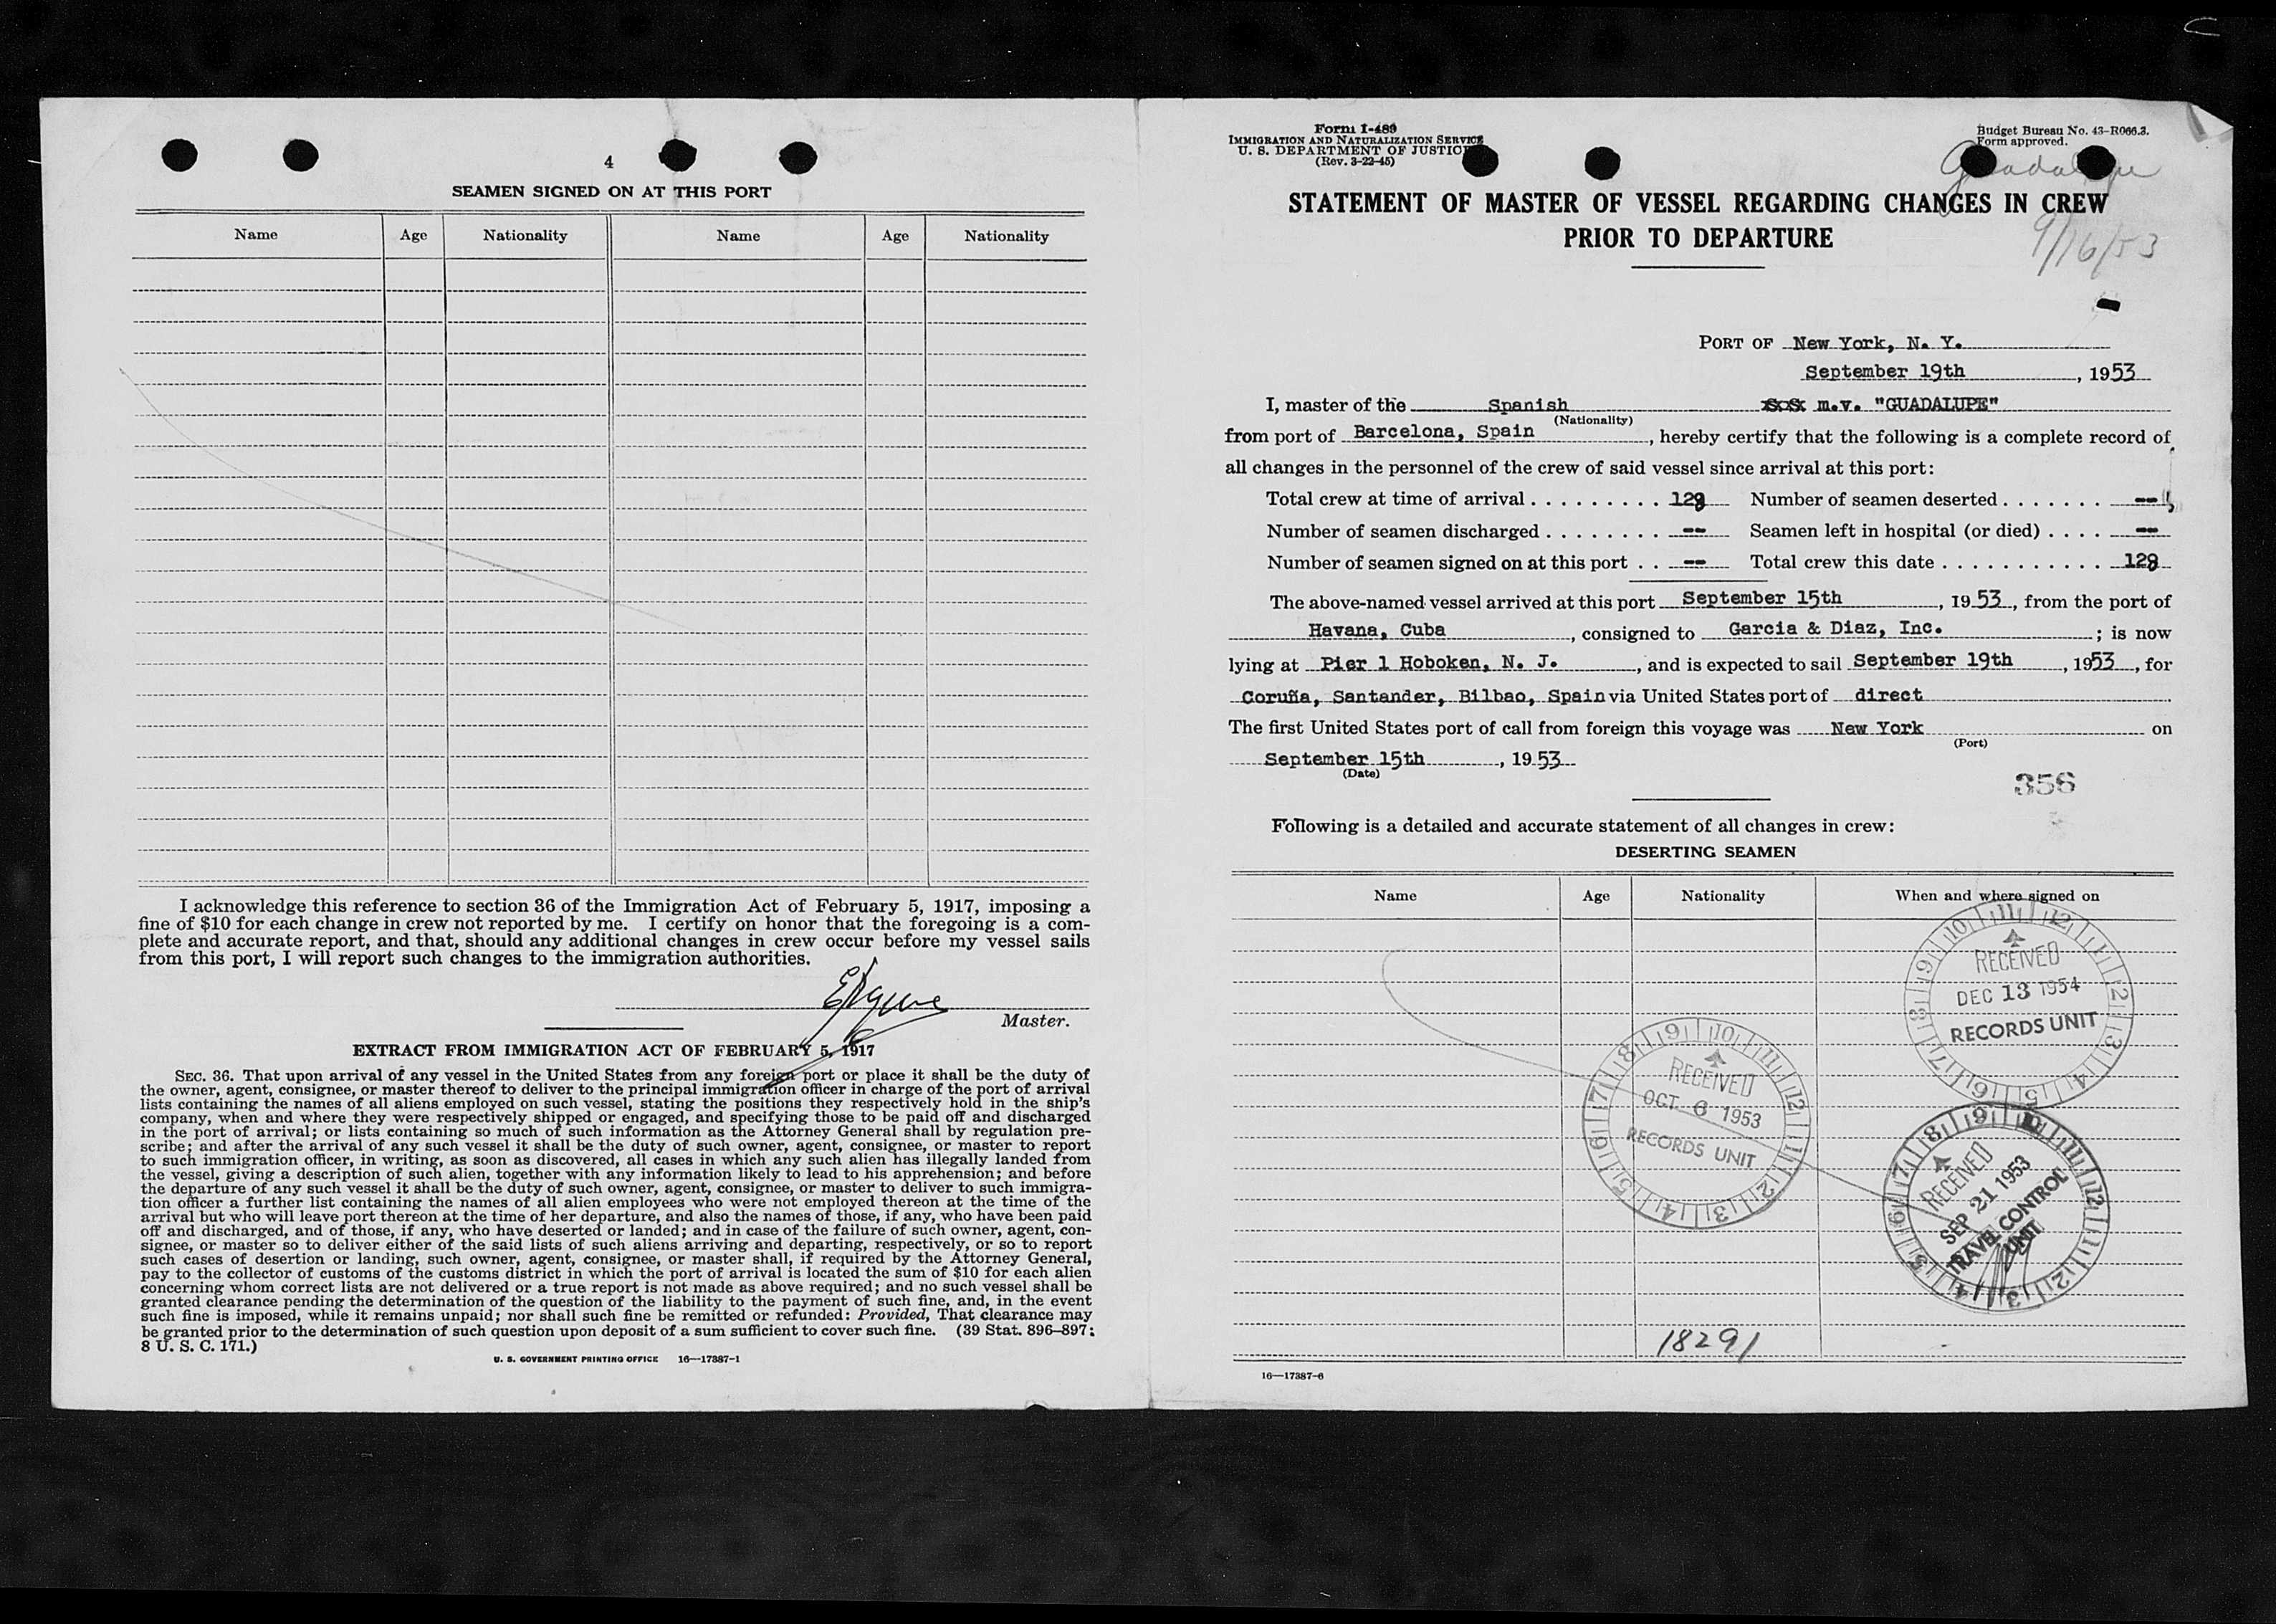 4
SEAMEN SIGNED ON AT THIS PORT
Name Age Nationality Name Age Nationality
I acknowledge this reference to section 36 of the Immigration Act of February 5, 1917, imposing a
fine of $10 for each change in crew not reported by me. I certify on honor that the foregoing is a com-
plete and accurate report, and that, should any additional changes in crew occur before my vessel sails
from this port, I will report such changes to the immigration authorities.
Master.
EXTRACT FROM IMMIGRATION ACT OF FEBRUARY 5, 1917
SEC. 36. That upon arrival of any vessel in the United States from any foreign port or place it shall be the duty of
the owner, agent, consignee, or master thereof to deliver to the principal immigration officer in charge of the port of arrival
lists containing the names of all aliens employed on such vessel, stating the positions they respectively hold in the ship's
company, when and where they were respectively shipped or engaged, and specifying those to be paid off and discharged
in the port of arrival; or lists containing so much of such information as the Attorney General shall by regulation pre-
scribe; and after the arrival of any such vessel it shall be the duty of such owner, agent, consignee, or master to report
to such immigration officer, in writing, as soon as discovered, all cases in which any such alien has illegally landed from
the vessel, giving a description of such alien, together with any information likely to lead to his apprehension; and before
the departure of any such vessel it shall be the duty of such owner, agent, consignee, or master to deliver to such immigra-
tion officer a further list containing the names of all alien employees who were not employed thereon at the time of the
arrival but who will leave port thereon at the time of her departure, and also the names of those, if any, who have been paid
off and discharged, and of those, if any, who have deserted or landed; and in case of the failure of such owner, agent, con-
signee, or master so to deliver either of the said lists of such aliens arriving and departing, respectively, or so to report
such cases of desertion or landing, such owner, agent, consignee, or master shall, if required by the Attorney General,
pay to the collector of customs of the customs district in which the port of arrival is located the sum of $10 for each alien
concerning whom correct lists are not delivered or a true report is not made as above required; and no such vessel shall be
granted clearance pending the determination of the question of the liability to the payment of such fine, and, in the event
such fine is imposed, while it remains unpaid; nor shall such fine be remitted or refunded: Provided, That clearance may
be granted prior to the determination of such question upon deposit of a sum sufficient to cover such fine. (39 Stat. 896–897;
8 U. S. C. 171.)
U. S. GOVERNMENT PRINTING OFFICE 16—17387-1
Form I-489
IMMIGRATION AND NATURALIZATION SERVICE
U. S. DEPARTMENT OF JUSTICE
(Rev. 3-22-45)
Budget Bureau No. 43-R066.3.
Form approved.
Guadalupe
STATEMENT OF MASTER OF VESSEL REGARDING CHANGES IN CREW
PRIOR TO DEPARTURE
9/16/53
PORT OF New York, N. Y.
September 19th, 1953
I, master of the Spanish m.v. "GUADALUPE"
(Nationality)
from port of Barcelona, Spain, hereby certify that the following is a complete record of
all changes in the personnel of the crew of said vessel since arrival at this port:
Total crew at time of arrival . . . . . . . . . Number of seamen deserted . . . . . . . --
Number of seamen discharged . . . . . . . . -- Seamen left in hospital (or died) . . . . --
Number of seamen signed on at this port . . -- Total crew this date . . . . . . . . . . .
The above-named vessel arrived at this port September 15th, 1953, from the port of
Havana, Cuba, consigned to Garcia & Diaz, Inc.; is now
lying at Pier 1 Hoboken, N. J., and is expected to sail September 19th, 1953, for
Coruña, Santander, Bilbao, Spain via United States port of direct
The first United States port of call from foreign this voyage was New York on
(Port)
September 15th, 1953
(Date)
356
Following is a detailed and accurate statement of all changes in crew:
DESERTING SEAMEN
Name Age Nationality When and where signed on
RECEIVED
DEC 13 1954
RECORDS UNIT
RECEIVED
OCT 6 1953
RECORDS UNIT
RECEIVED
SEP 21 1953
TRAVEL CONTROL
UNIT
18291
16—17387-6